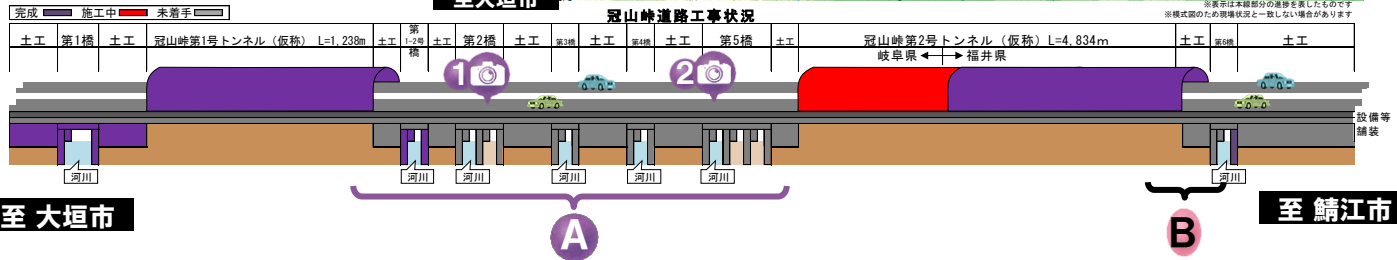 至大垣市
※表示は本線部分の進捗を表したものです
※模式図のため現場状況と一致しない場合があります
完成 施工中 未着手
冠山峠道路工事状況
土工 第1橋 土工 冠山峠第1号トンネル（仮称） L=1,238m 土工 第1-2号橋 土工 第2橋 土工 第3橋 土工 第4橋 土工 第5橋 土工 冠山峠第2号トンネル（仮称）L=4,834m 土工 第6橋 土工
岐阜県 福井県
1 2
設備等
舗装
河川 河川 河川 河川 河川 河川 河川
至 大垣市
至 鯖江市
A B